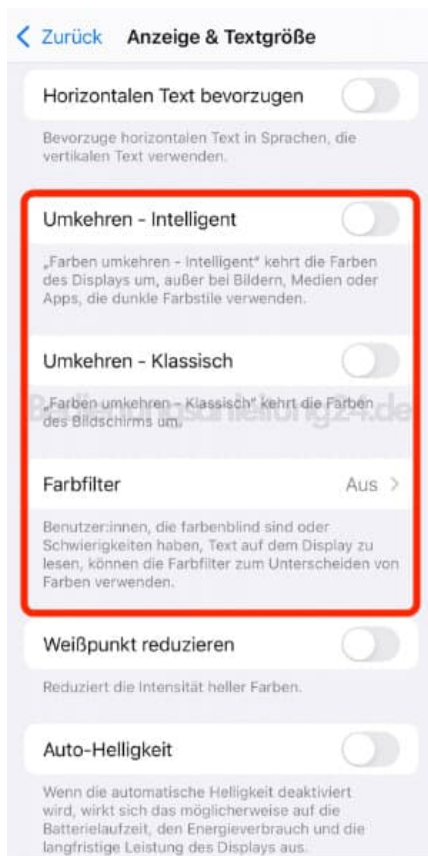 Zurück Anzeige & Textgröße
Horizontalen Text bevorzugen
Bevorzuge horizontalen Text in Sprachen, die
vertikalen Text verwenden.
Umkehren - Intelligent
„Farben umkehren - Intelligent" kehrt die Farben
des Displays um, außer bei Bildern, Medien oder
Apps, die dunkle Farbstile verwenden.
Umkehren - Klassisch
„Farben umkehren - Klassisch" kehrt die Farben
des Bildschirms um.
Bedienungsanleitung24.de
Farbfilter Aus >
Benutzer:innen, die farbenblind sind oder
Schwierigkeiten haben, Text auf dem Display zu
lesen, können die Farbfilter zum Unterscheiden von
Farben verwenden.
Weißpunkt reduzieren
Reduziert die Intensität heller Farben.
Auto-Helligkeit
Wenn die automatische Helligkeit deaktiviert
wird, wirkt sich das möglicherweise auf die
Batterielaufzeit, den Energieverbrauch und die
langfristige Leistung des Displays aus.